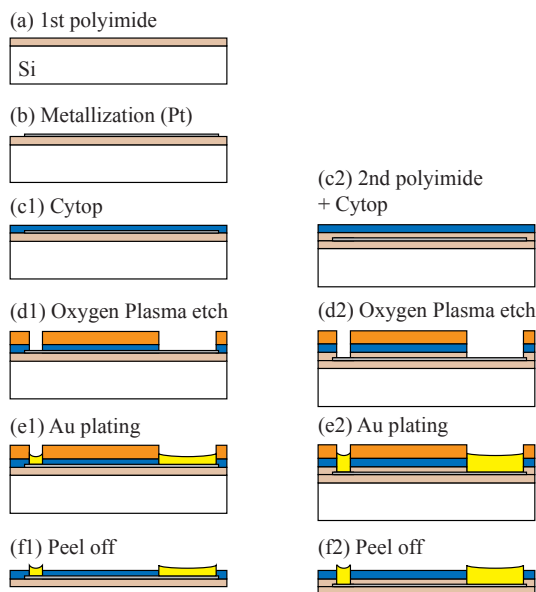 (a) 1st polyimide
Si
(b) Metallization (Pt)
(c1) Cytop
(c2) 2nd polyimide
+ Cytop
(d1) Oxygen Plasma etch
(d2) Oxygen Plasma etch
(e1) Au plating
(e2) Au plating
(f1) Peel off
(f2) Peel off